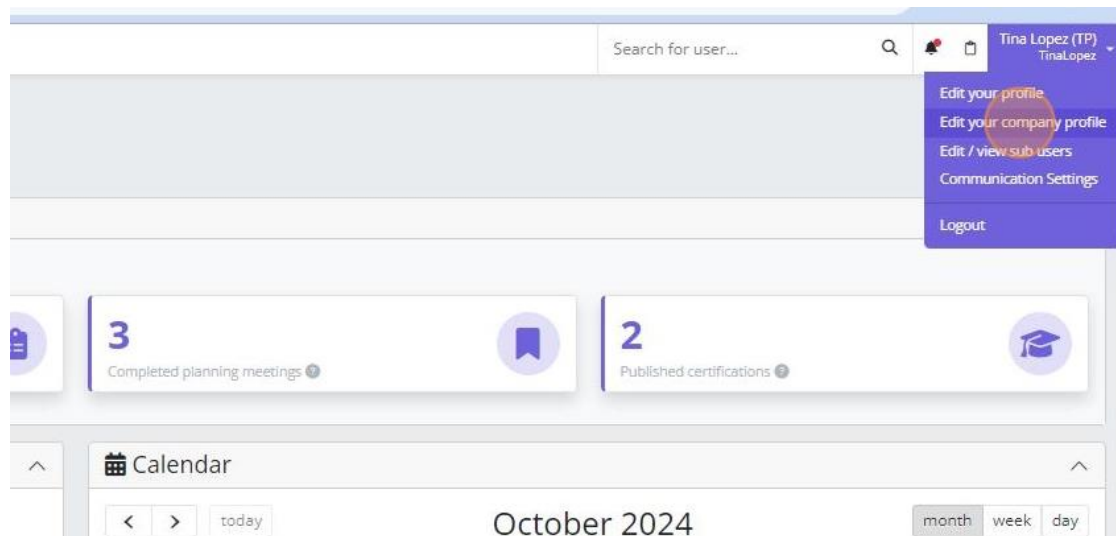 Search for user...
Tina Lopez (TP)
TinaLopez
Edit your profile
Edit your company profile
Edit / view sub users
Communication Settings
Logout
3
Completed planning meetings
2
Published certifications
Calendar
today
October 2024
month week day